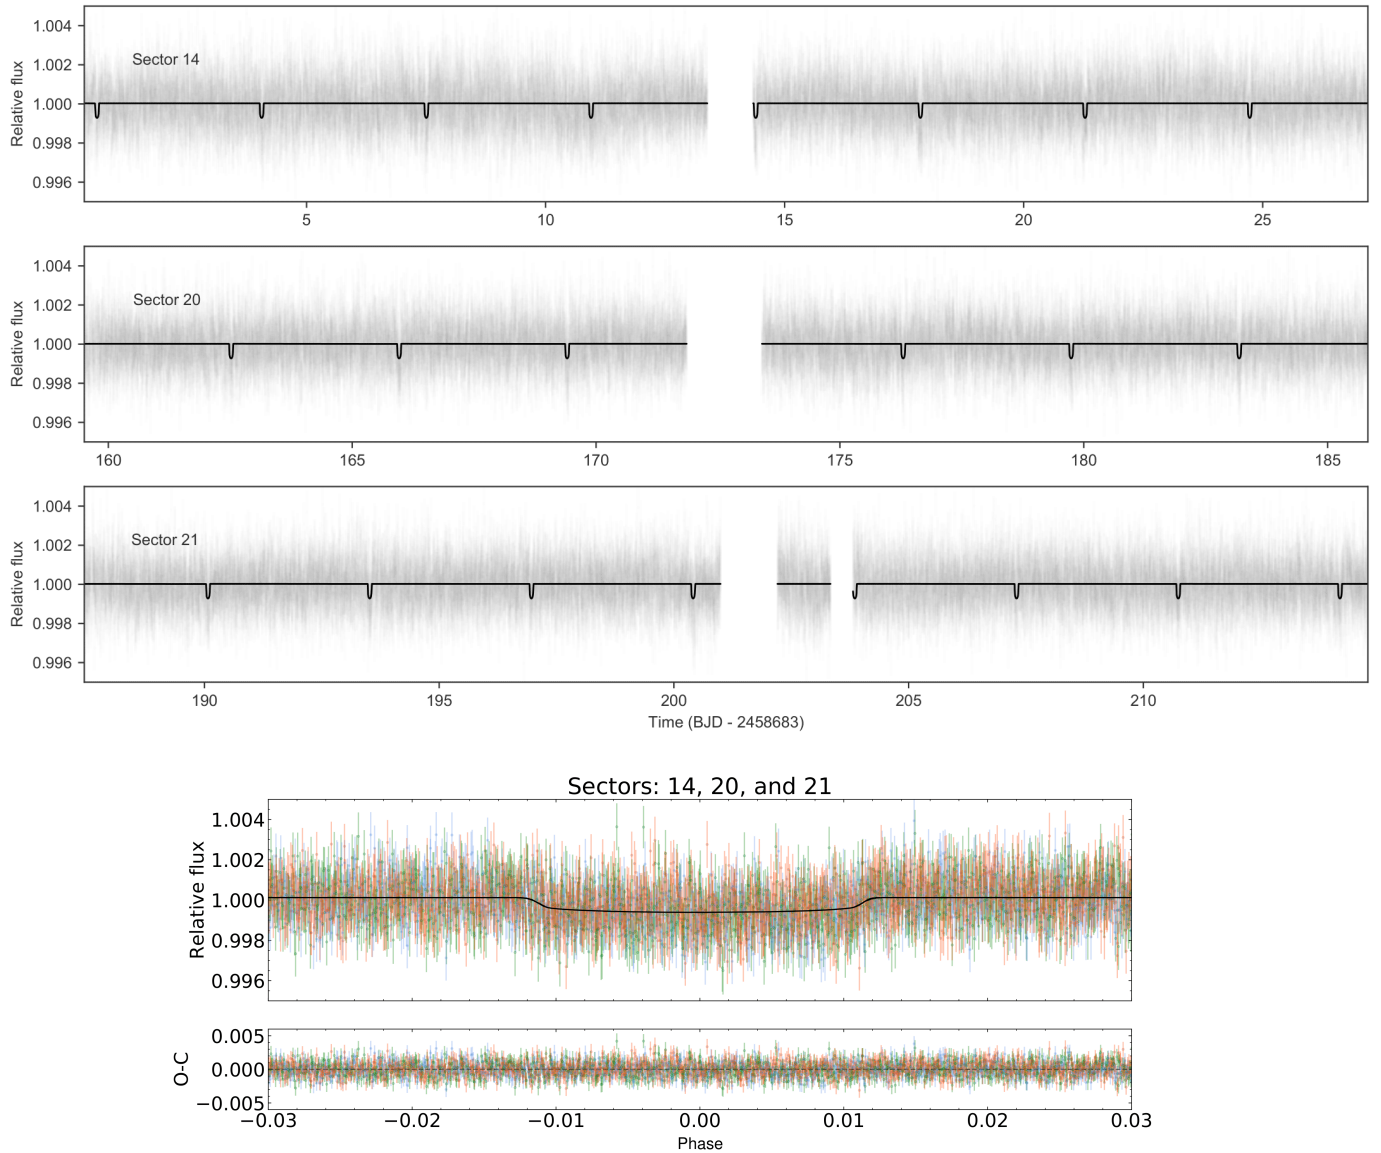 1.004
Sector 14
1.002
Relative flux
1.000
0.998
0.996
5 10 15 20 25
1.004
Sector 20
1.002
Relative flux
1.000
0.998
0.996
160 165 170 175 180 185
1.004
Sector 21
1.002
Relative flux
1.000
0.998
0.996
190 195 200 205 210
Time (BJD - 2458683)
Sectors: 14, 20, and 21
1.004
1.002
Relative flux
1.000
0.998
0.996
0.005
O-C
0.000
−0.005
−0.03 −0.02 −0.01 0.00 0.01 0.02 0.03
Phase